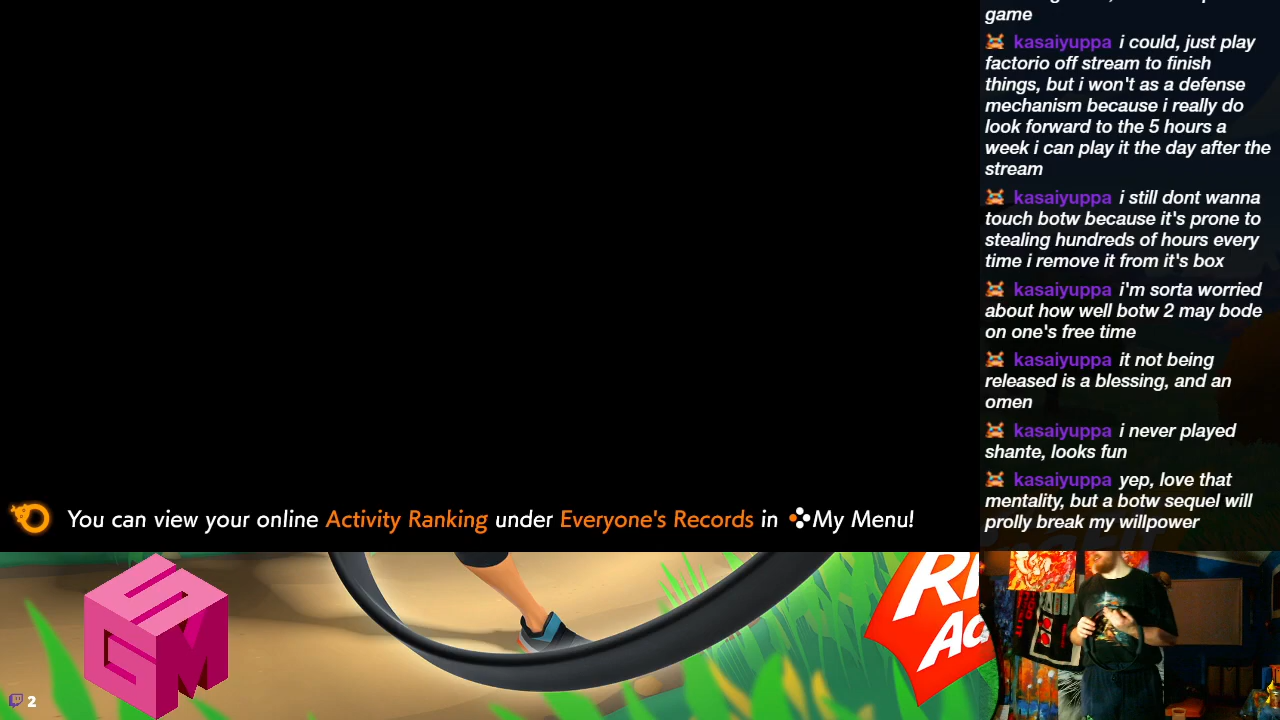 game
kasaiyuppa i could, just play
factorio off stream to finish
things, but i won't as a defense
mechanism because i really do
look forward to the 5 hours a
week i can play it the day after the
stream
kasaiyuppa i still dont wanna
touch botw because it's prone to
stealing hundreds of hours every
time i remove it from it's box
kasaiyuppa i'm sorta worried
about how well botw 2 may bode
on one's free time
kasaiyuppa it not being
released is a blessing, and an
omen
kasaiyuppa i never played
shante, looks fun
kasaiyuppa yep, love that
mentality, but a botw sequel will
prolly break my willpower
You can view your online Activity Ranking under Everyone's Records in My Menu!
SGM
2